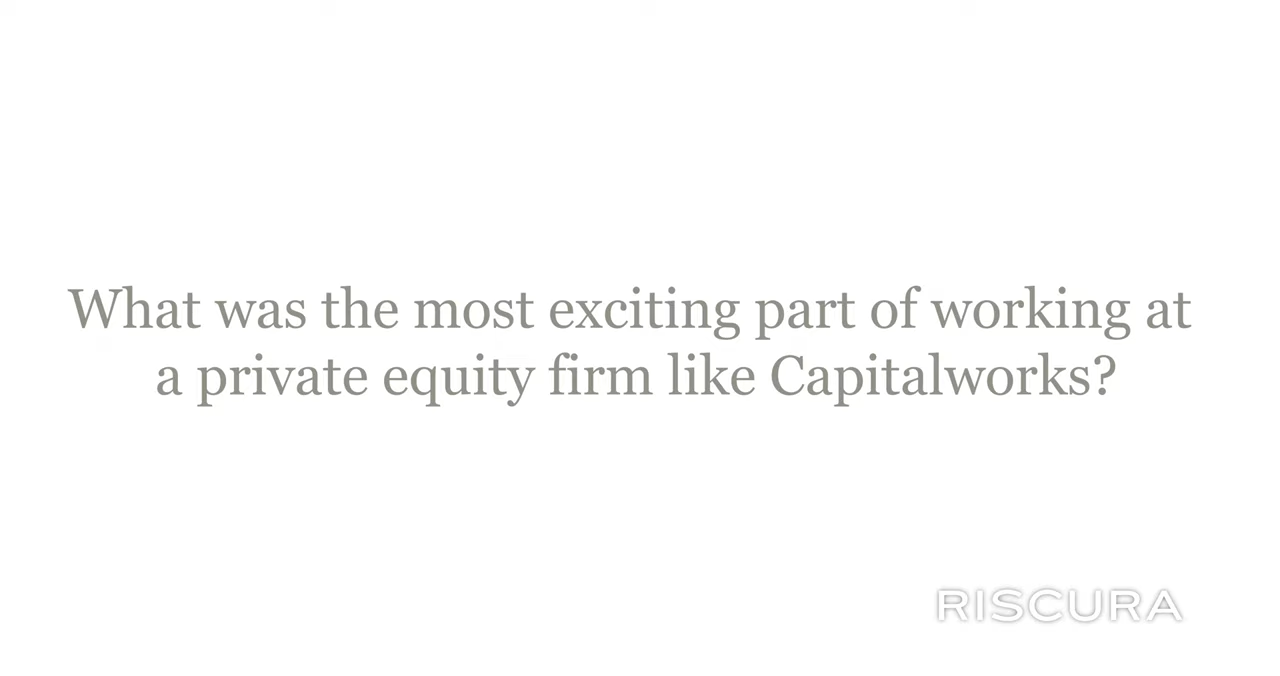 What was the most exciting part of working at
a private equity firm like Capitalworks?
RISCURA